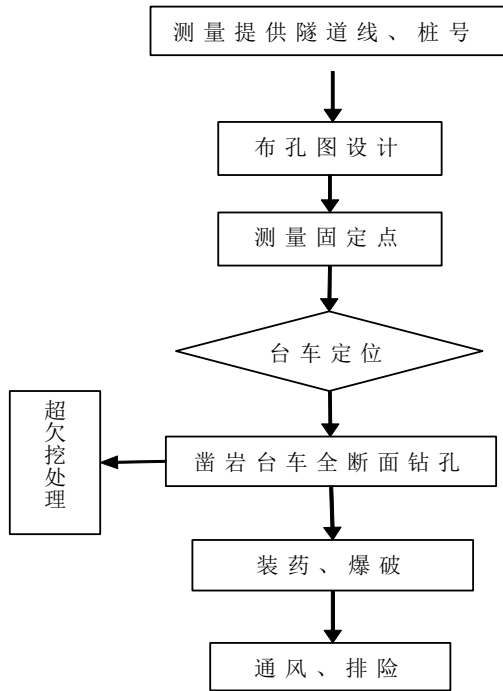 测量提供隧道线、桩号
布孔图设计
测量固定点
台车定位
超欠挖处理
凿岩台车全断面钻孔
装药、爆破
通风、排险